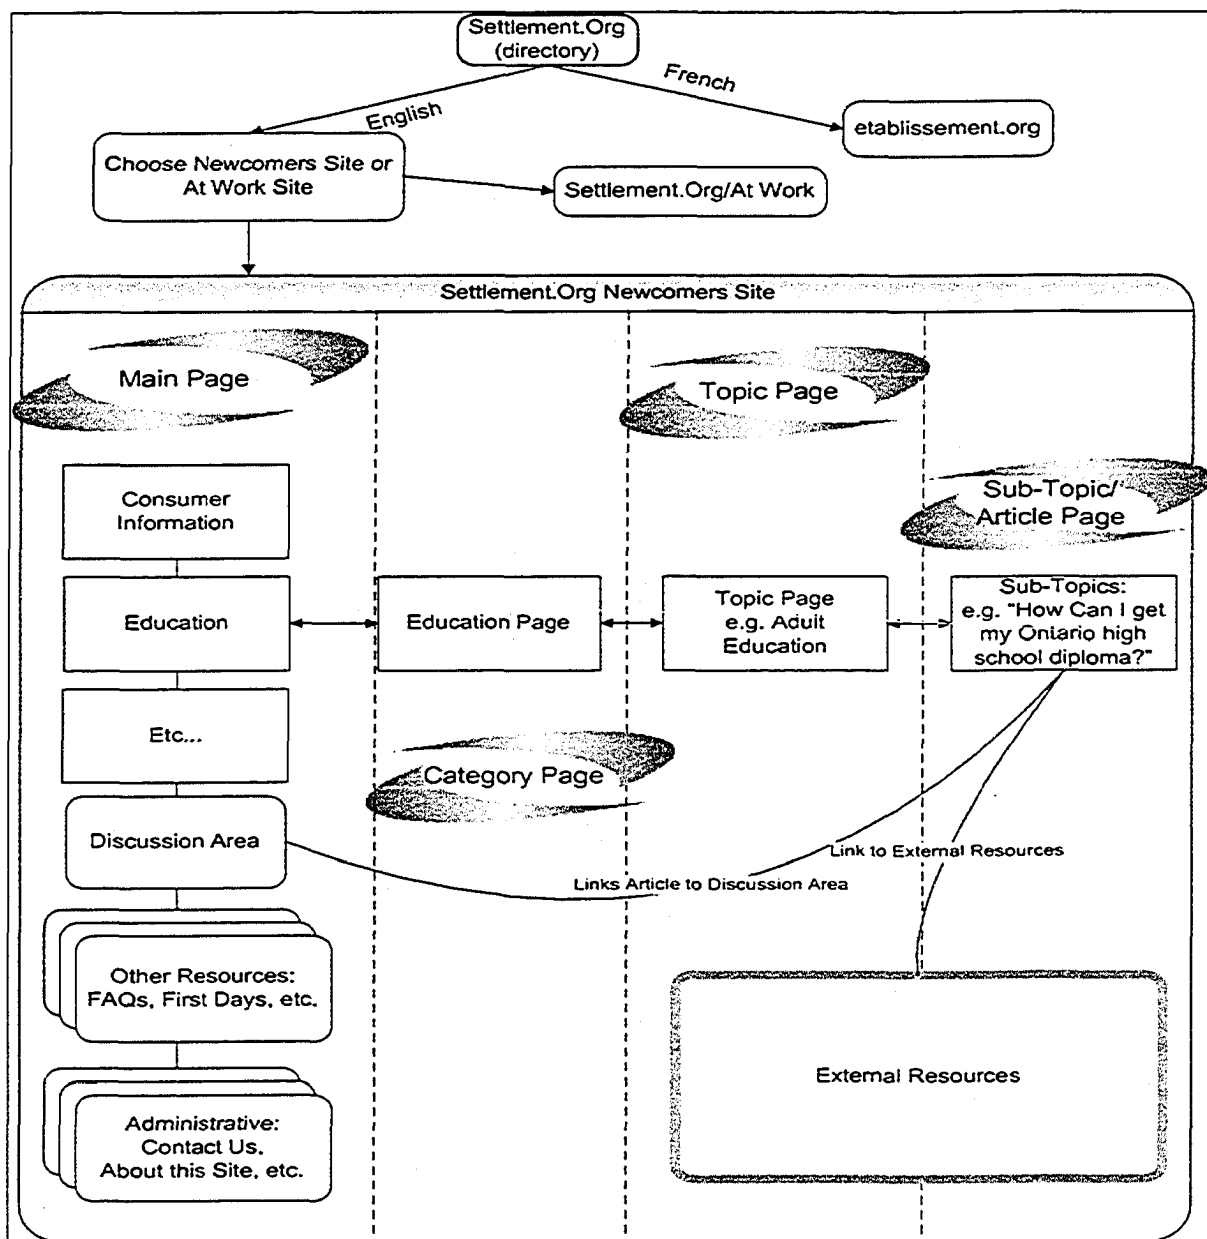 Settlement.Org
(directory)
French
English
etablissement.org
Choose Newcomers Site or
At Work Site
Settlement.Org/At Work
Settlement.Org Newcomers Site
Main Page
Topic Page
Sub-Topic/
Article Page
Consumer
Information
Education
Education Page
Topic Page
e.g. Adult
Education
Sub-Topics:
e.g. "How Can I get
my Ontario high
school diploma?"
Etc...
Category Page
Discussion Area
Link to External Resources
Links Article to Discussion Area
Other Resources:
FAQs, First Days, etc.
External Resources
Administrative:
Contact Us,
About this Site, etc.